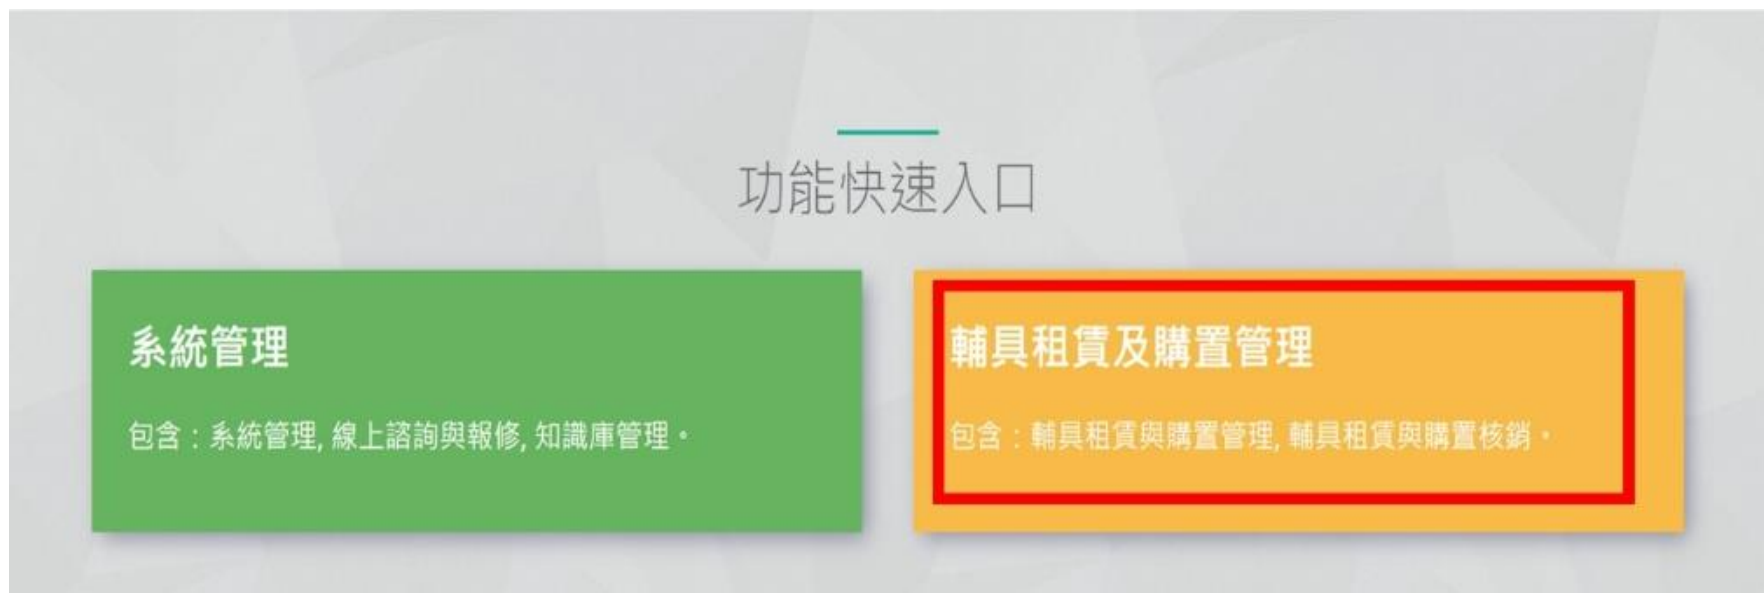 功能快速入口
系統管理
包含：系統管理, 線上諮詢與報修, 知識庫管理。
輔具租賃及購置管理
包含：輔具租賃與購置管理, 輔具租賃與購置核銷。